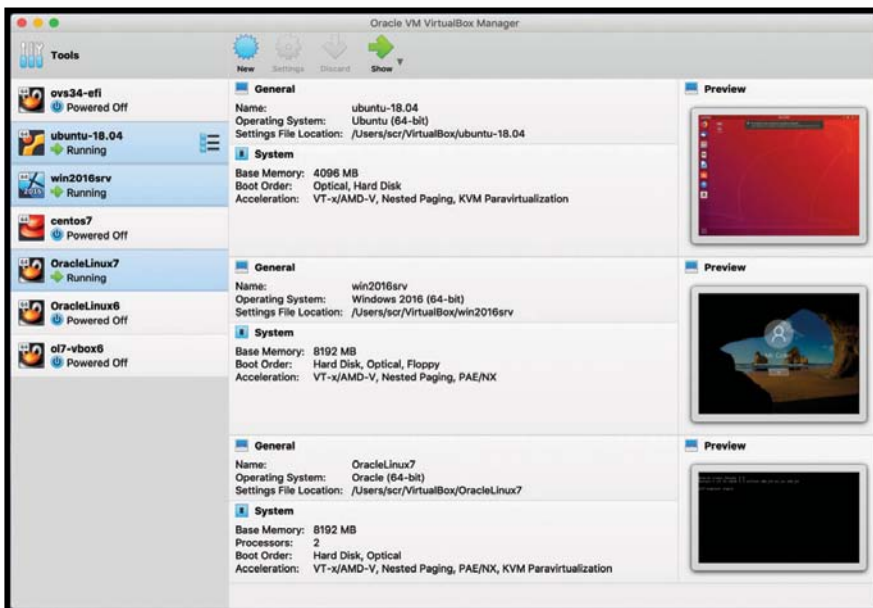 Oracle VM VirtualBox Manager
Tools
New Settings Discard Show
ovs34-efi
Powered Off
ubuntu-18.04
Running
win2016srv
Running
centos7
Powered Off
OracleLinux7
Running
OracleLinux6
Powered Off
ol7-vbox6
Powered Off
General
Name: ubuntu-18.04
Operating System: Ubuntu (64-bit)
Settings File Location: /Users/scr/VirtualBox/ubuntu-18.04
System
Base Memory: 4096 MB
Boot Order: Optical, Hard Disk
Acceleration: VT-x/AMD-V, Nested Paging, KVM Paravirtualization
Preview
General
Name: win2016srv
Operating System: Windows 2016 (64-bit)
Settings File Location: /Users/scr/VirtualBox/win2016srv
System
Base Memory: 8192 MB
Boot Order: Hard Disk, Optical, Floppy
Acceleration: VT-x/AMD-V, Nested Paging, PAE/NX
Preview
General
Name: OracleLinux7
Operating System: Oracle (64-bit)
Settings File Location: /Users/scr/VirtualBox/OracleLinux7
System
Base Memory: 8192 MB
Processors: 2
Boot Order: Hard Disk, Optical
Acceleration: VT-x/AMD-V, Nested Paging, PAE/NX, KVM Paravirtualization
Preview